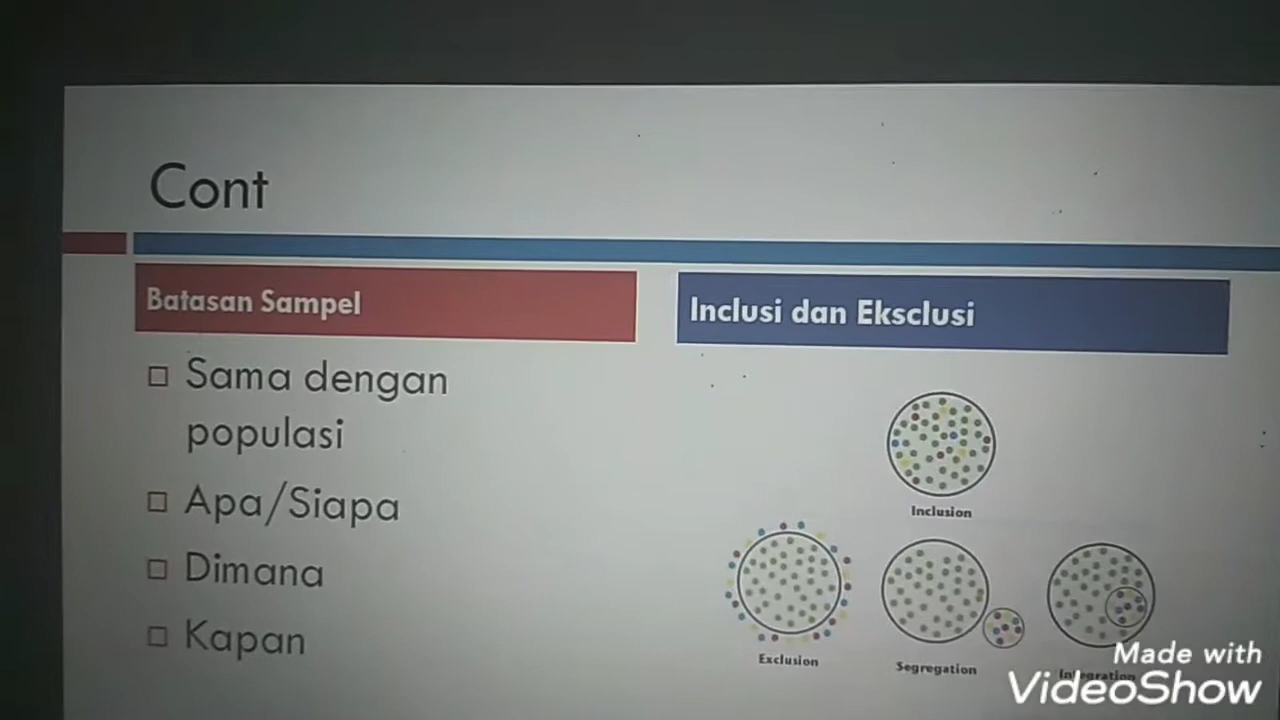 Cont
Batasan Sampel
Sama dengan
populasi
Apa/Siapa
Dimana
Kapan
Inclusi dan Eksclusi
Inclusion
Exclusion
Segregation
Integration
Made with
VideoShow